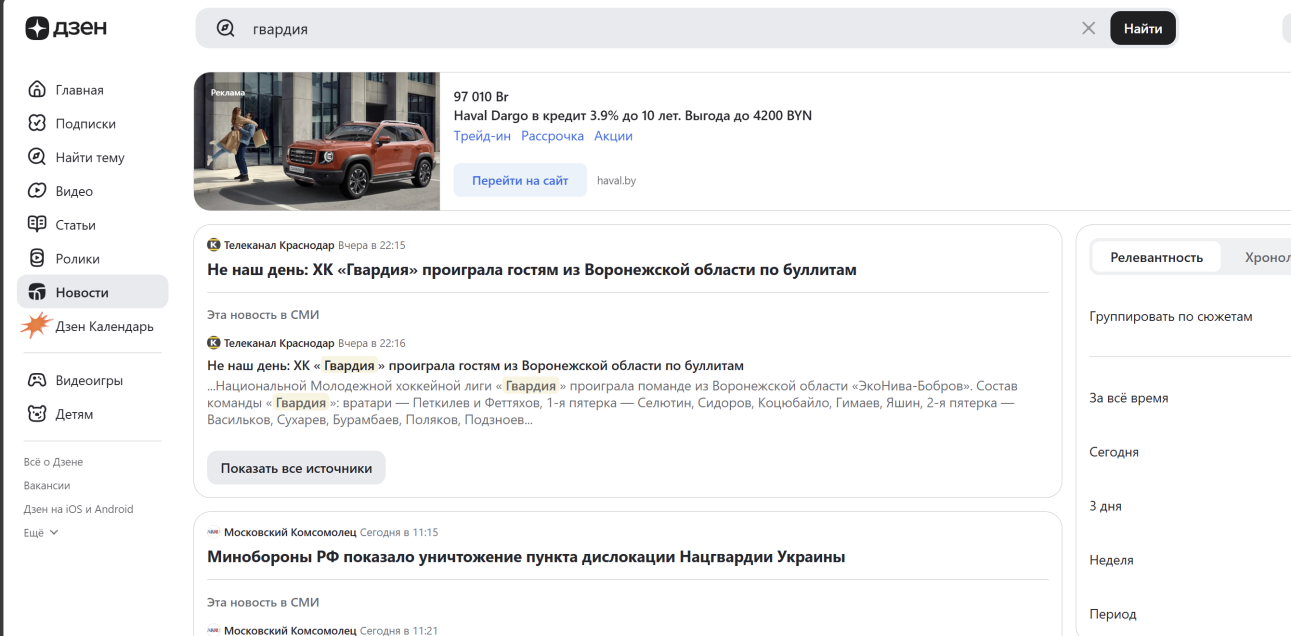 дзен
гвардия
Найти
Главная
Подписки
Найти тему
Видео
Статьи
Ролики
Новости
Дзен Календарь
Видеоигры
Детям
Всё о Дзене
Вакансии
Дзен на iOS и Android
Ещё
Реклама
97 010 Br
Haval Dargo в кредит 3.9% до 10 лет. Выгода до 4200 BYN
Трейд-ин Рассрочка Акции
Перейти на сайт haval.by
Телеканал Краснодар Вчера в 22:15
Не наш день: ХК «Гвардия» проиграла гостям из Воронежской области по буллитам
Эта новость в СМИ
Телеканал Краснодар Вчера в 22:16
Не наш день: ХК « Гвардия » проиграла гостям из Воронежской области по буллитам
...Национальной Молодежной хоккейной лиги « Гвардия » проиграла поманде из Воронежской области «ЭкоНива-Бобров». Состав
команды « Гвардия »: вратари — Петкилев и Феттяхов, 1-я пятерка — Селютин, Сидоров, Коцюбайло, Гимаев, Яшин, 2-я пятерка —
Васильков, Сухарев, Бурамбаев, Поляков, Подзноев...
Показать все источники
Московский Комсомолец Сегодня в 11:15
Минобороны РФ показало уничтожение пункта дислокации Нацгвардии Украины
Эта новость в СМИ
Московский Комсомолец Сегодня в 11:21
Релевантность Хронол
Группировать по сюжетам
За всё время
Сегодня
3 дня
Неделя
Период